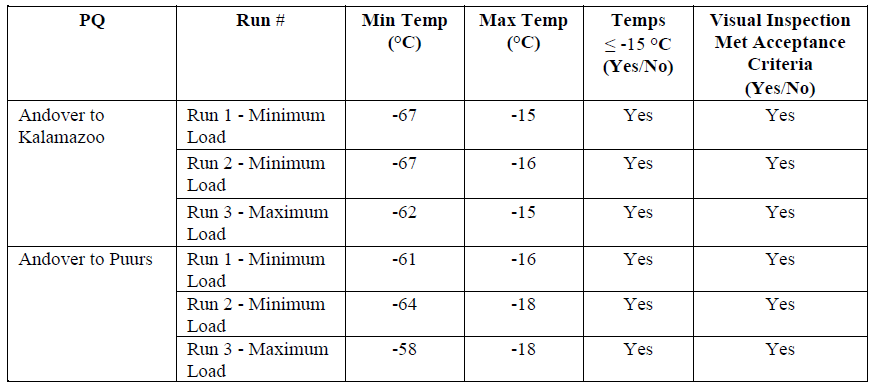 PQ Run # Min Temp (°C) Max Temp (°C) Temps ≤ -15 °C (Yes/No) Visual Inspection Met Acceptance Criteria (Yes/No)
Andover to Kalamazoo Run 1 - Minimum Load -67 -15 Yes Yes
Run 2 - Minimum Load -67 -16 Yes Yes
Run 3 - Maximum Load -62 -15 Yes Yes
Andover to Puurs Run 1 - Minimum Load -61 -16 Yes Yes
Run 2 - Minimum Load -64 -18 Yes Yes
Run 3 - Maximum Load -58 -18 Yes Yes